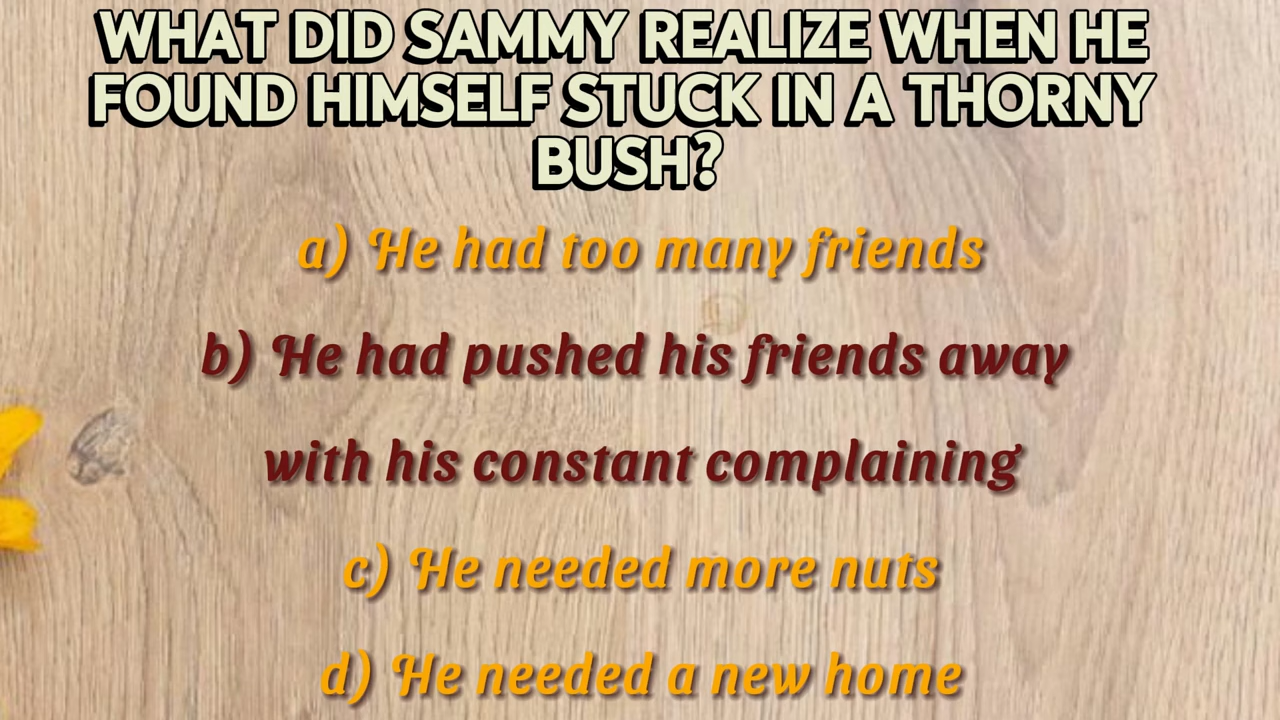 WHAT DID SAMMY REALIZE WHEN HE
FOUND HIMSELF STUCK IN A THORNY
BUSH?
a) He had too many friends
b) He had pushed his friends away
with his constant complaining
c) He needed more nuts
d) He needed a new home